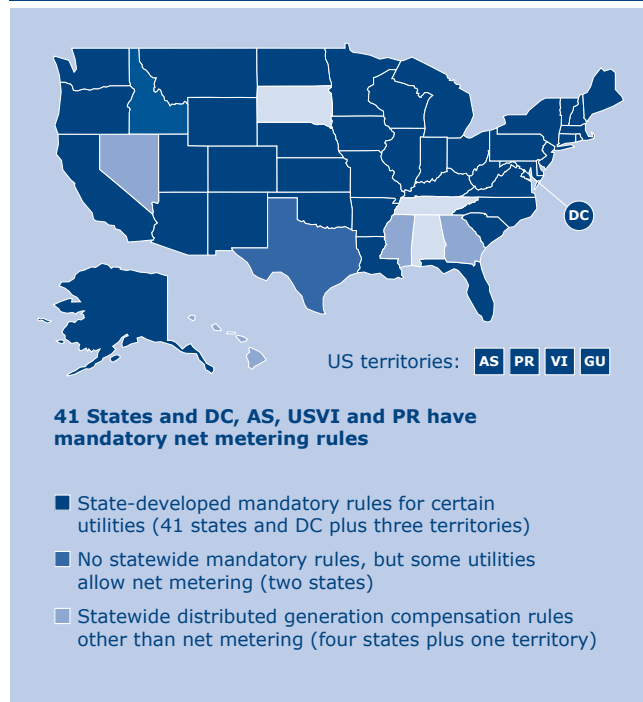 DC
US territories: AS PR VI GU
41 States and DC, AS, USVI and PR have
mandatory net metering rules
State-developed mandatory rules for certain
utilities (41 states and DC plus three territories)
No statewide mandatory rules, but some utilities
allow net metering (two states)
Statewide distributed generation compensation rules
other than net metering (four states plus one territory)